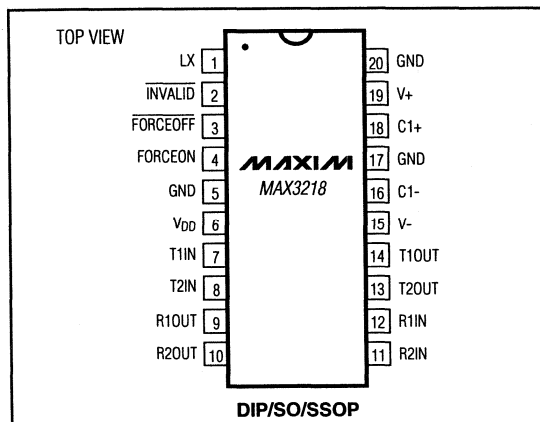 TOP VIEW
LX 1
INVALID 2
FORCEOFF 3
FORCEON 4
GND 5
VDD 6
T1IN 7
T2IN 8
R1OUT 9
R2OUT 10
20 GND
19 V+
18 C1+
17 GND
16 C1-
15 V-
14 T1OUT
13 T2OUT
12 R1IN
11 R2IN
MAXIM
MAX3218
DIP/SO/SSOP